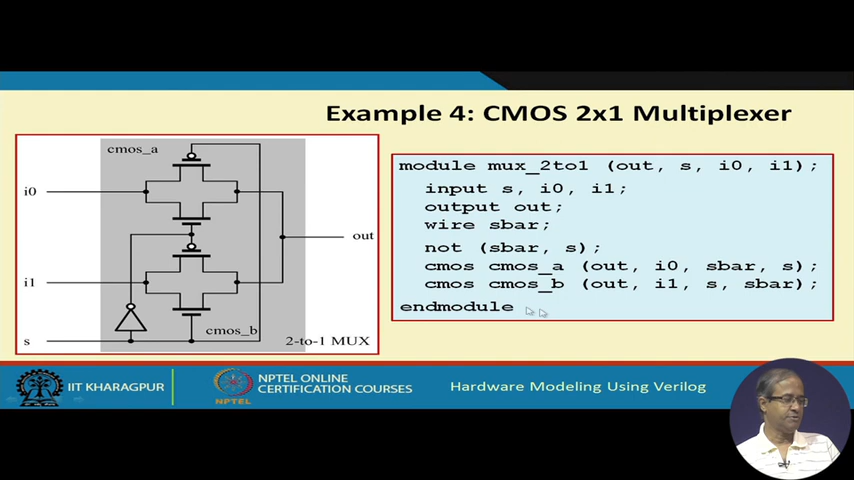 Example 4: CMOS 2x1 Multiplexer
cmos_a
i0
out
i1
cmos_b
s
2-to-1 MUX
module mux_2to1 (out, s, i0, i1);
input s, i0, i1;
output out;
wire sbar;
not (sbar, s);
cmos cmos_a (out, i0, sbar, s);
cmos cmos_b (out, i1, s, sbar);
endmodule
IIT KHARAGPUR
NPTEL
NPTEL ONLINE
CERTIFICATION COURSES
Hardware Modeling Using Verilog